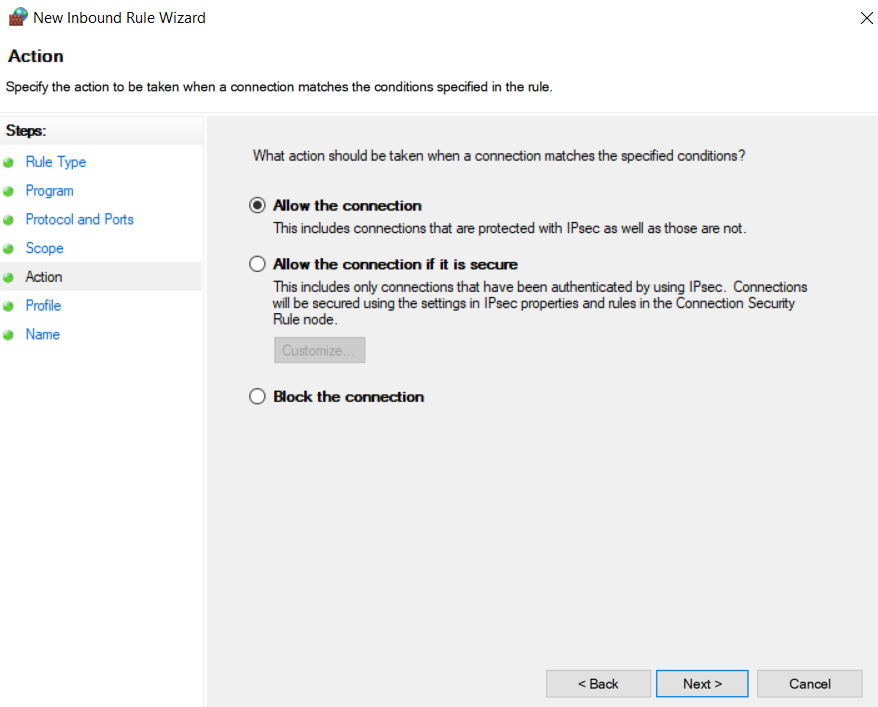 New Inbound Rule Wizard
Action
Specify the action to be taken when a connection matches the conditions specified in the rule.
Steps:
Rule Type
Program
Protocol and Ports
Scope
Action
Profile
Name
What action should be taken when a connection matches the specified conditions?
Allow the connection
This includes connections that are protected with IPsec as well as those are not.
Allow the connection if it is secure
This includes only connections that have been authenticated by using IPsec. Connections
will be secured using the settings in IPsec properties and rules in the Connection Security
Rule node.
Customize...
Block the connection
< Back
Next >
Cancel